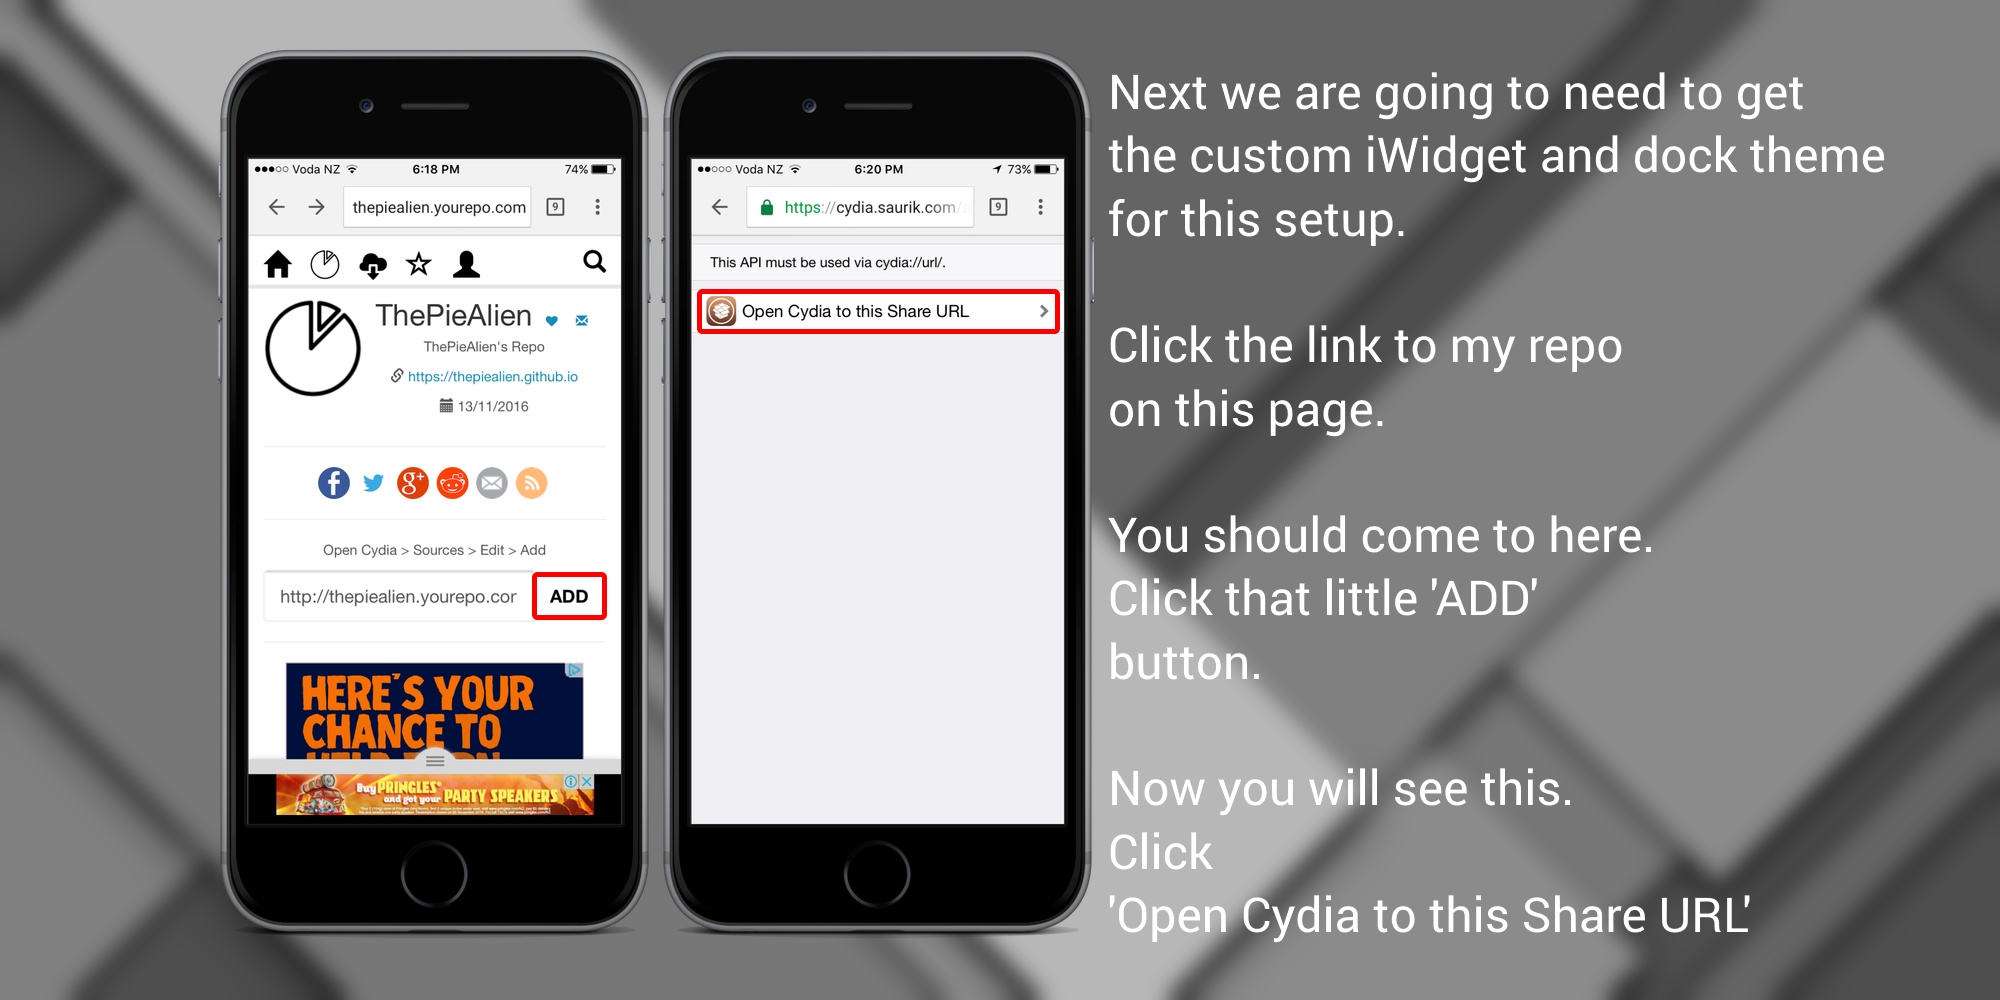 ●●●○○ Voda NZ 6:18 PM 74%
thepiealien.yourepo.com 9
ThePieAlien
ThePieAlien's Repo
https://thepiealien.github.io
13/11/2016
f g+
Open Cydia > Sources > Edit > Add
http://thepiealien.yourepo.cor ADD
HERE'S YOUR
CHANCE TO
Buy PRINGLES
and get your PARTY SPEAKERS
●●○○○ Voda NZ 6:20 PM 73%
https://cydia.saurik.com/ 9
This API must be used via cydia://url/.
Open Cydia to this Share URL
Next we are going to need to get
the custom iWidget and dock theme
for this setup.
Click the link to my repo
on this page.
You should come to here.
Click that little 'ADD'
button.
Now you will see this.
Click
'Open Cydia to this Share URL'